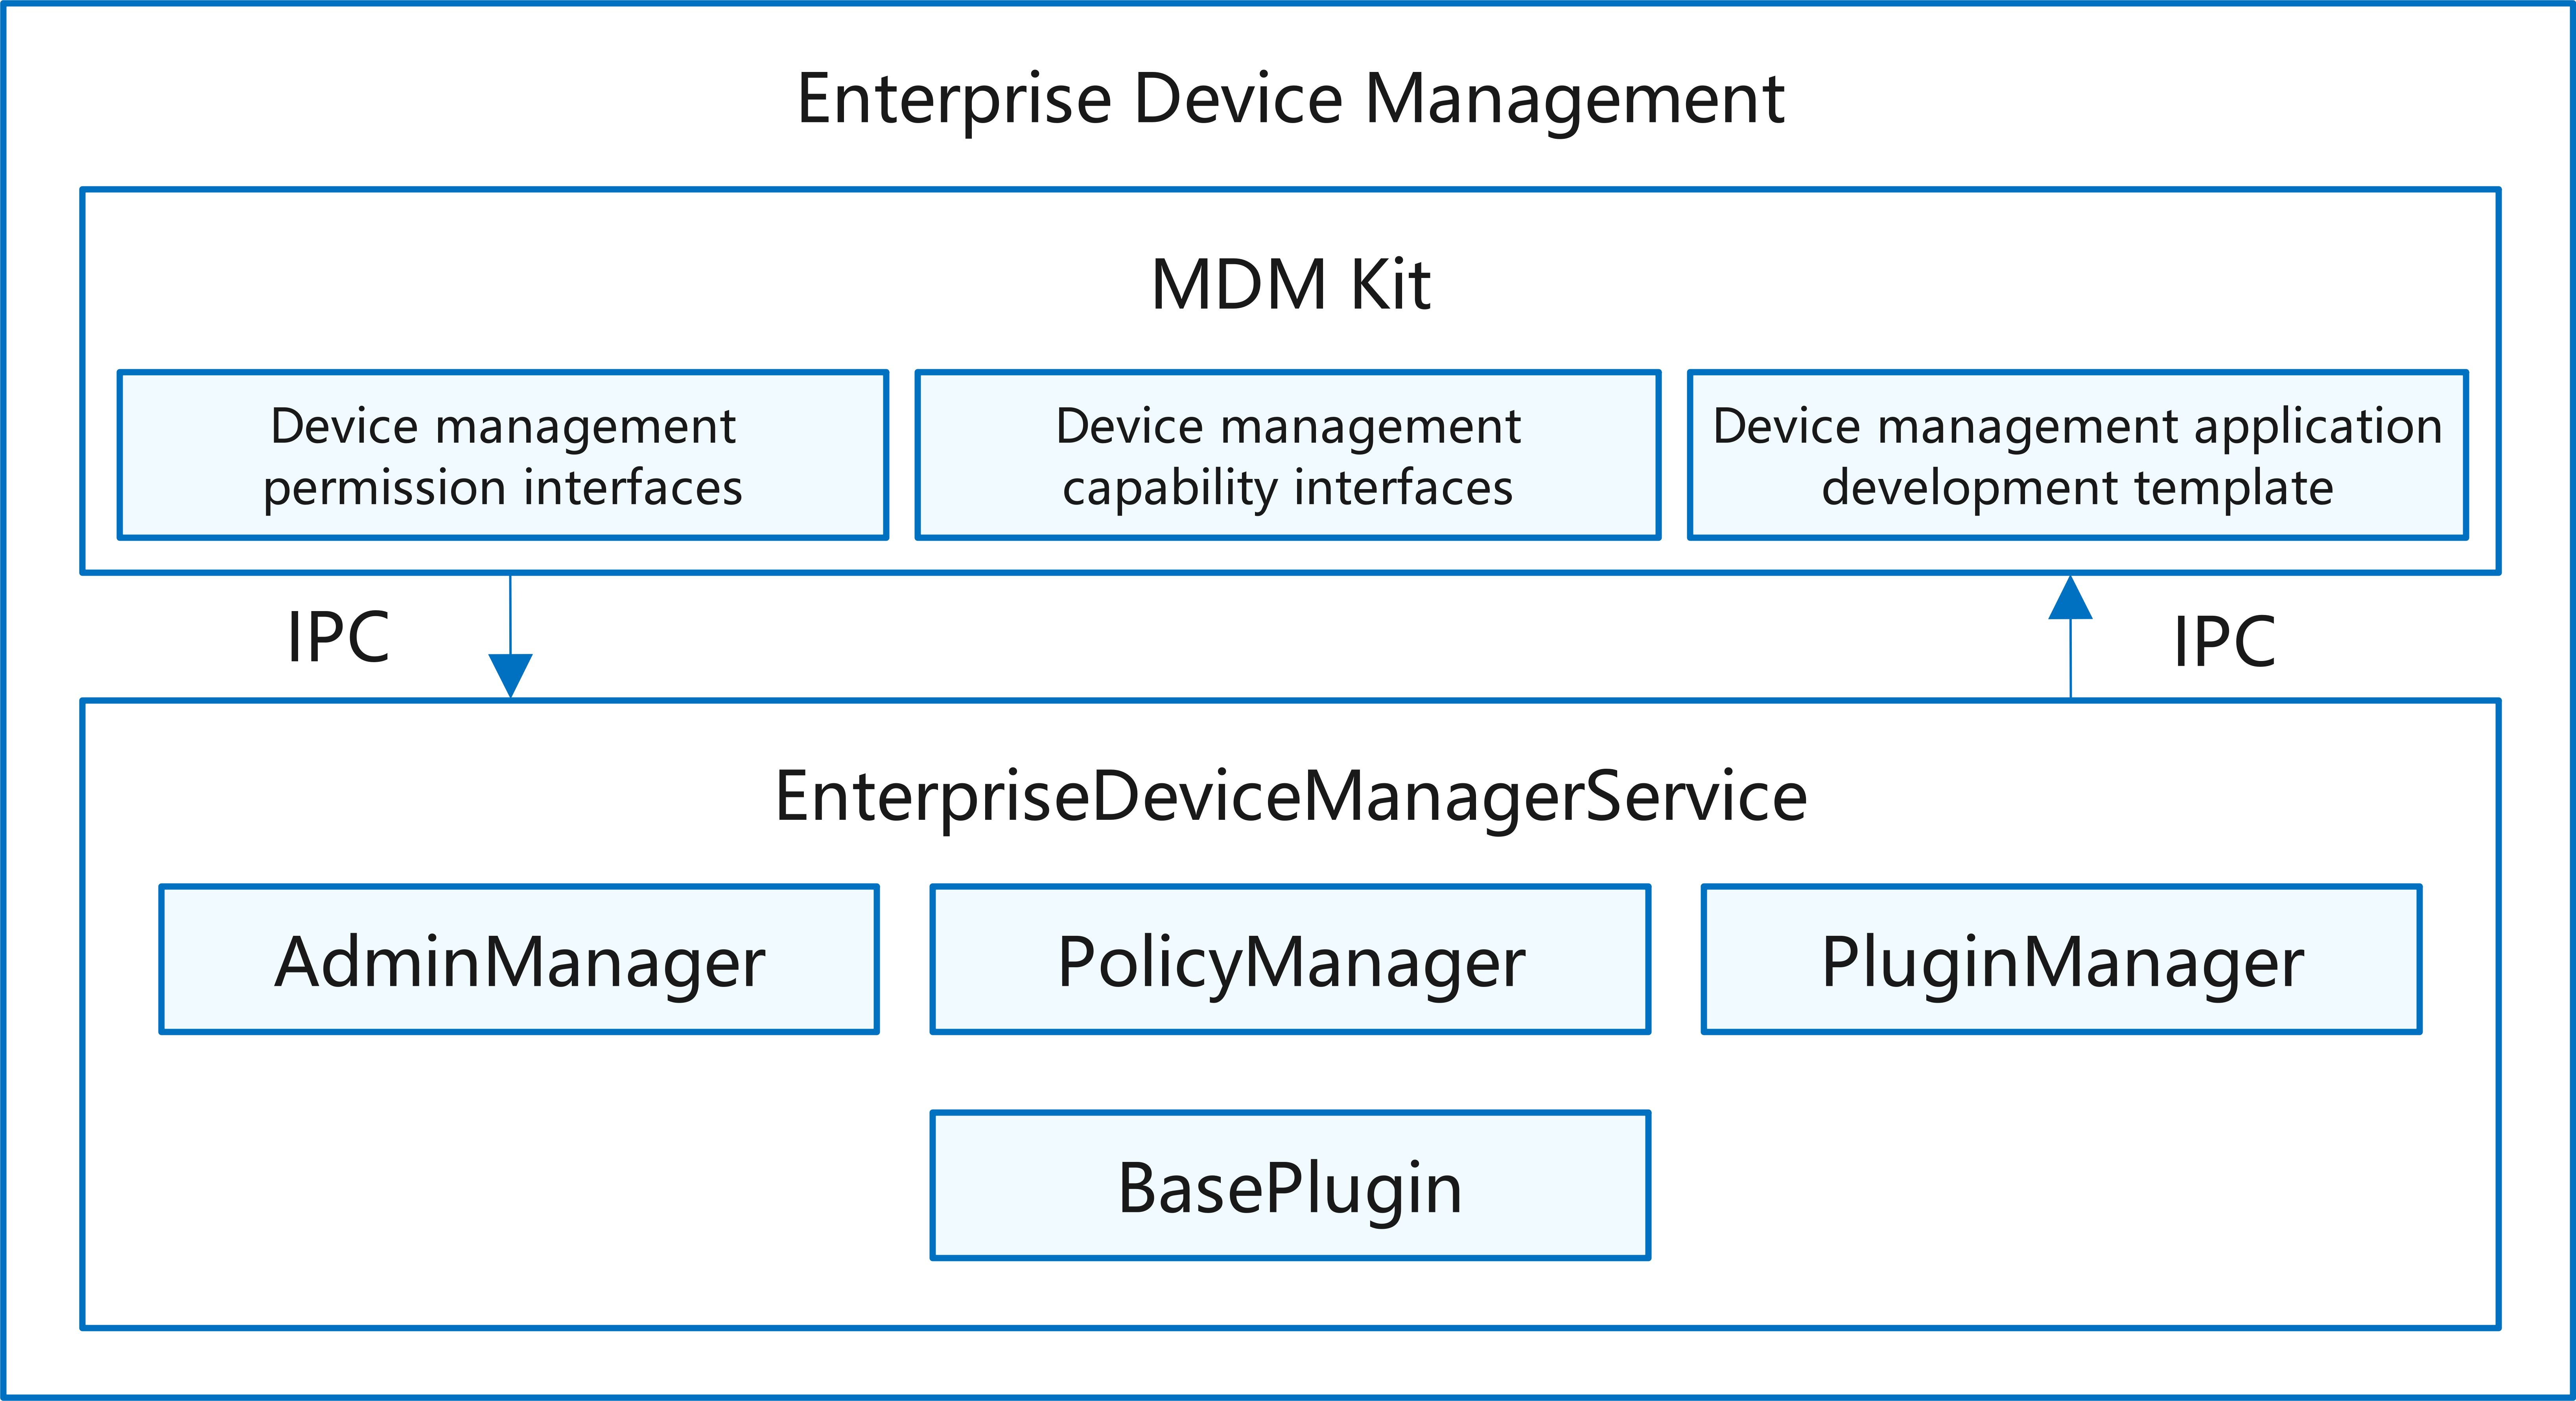 Enterprise Device Management
MDM Kit
Device management
permission interfaces
Device management
capability interfaces
Device management application
development template
IPC
IPC
EnterpriseDeviceManagerService
AdminManager
PolicyManager
PluginManager
BasePlugin